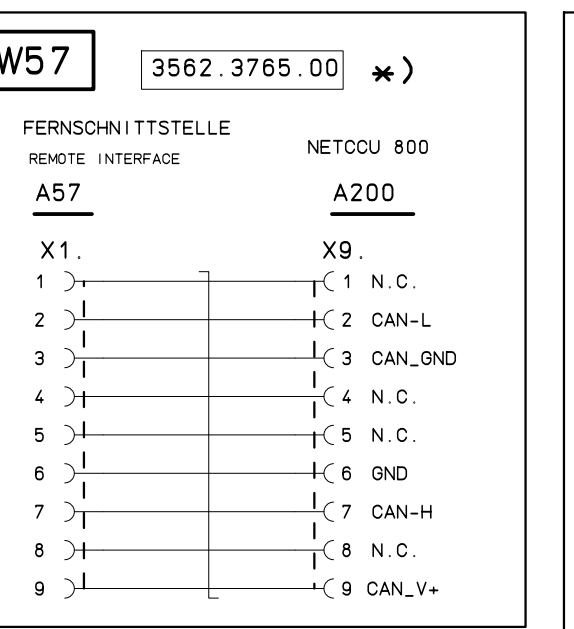 W57
3562.3765.00 *)
FERNSCHNITTSTELLE
REMOTE INTERFACE
NETCCU 800
A57
A200
X1.
X9.
1 1 N.C.
2 2 CAN-L
3 3 CAN_GND
4 4 N.C.
5 5 N.C.
6 6 GND
7 7 CAN-H
8 8 N.C.
9 9 CAN_V+